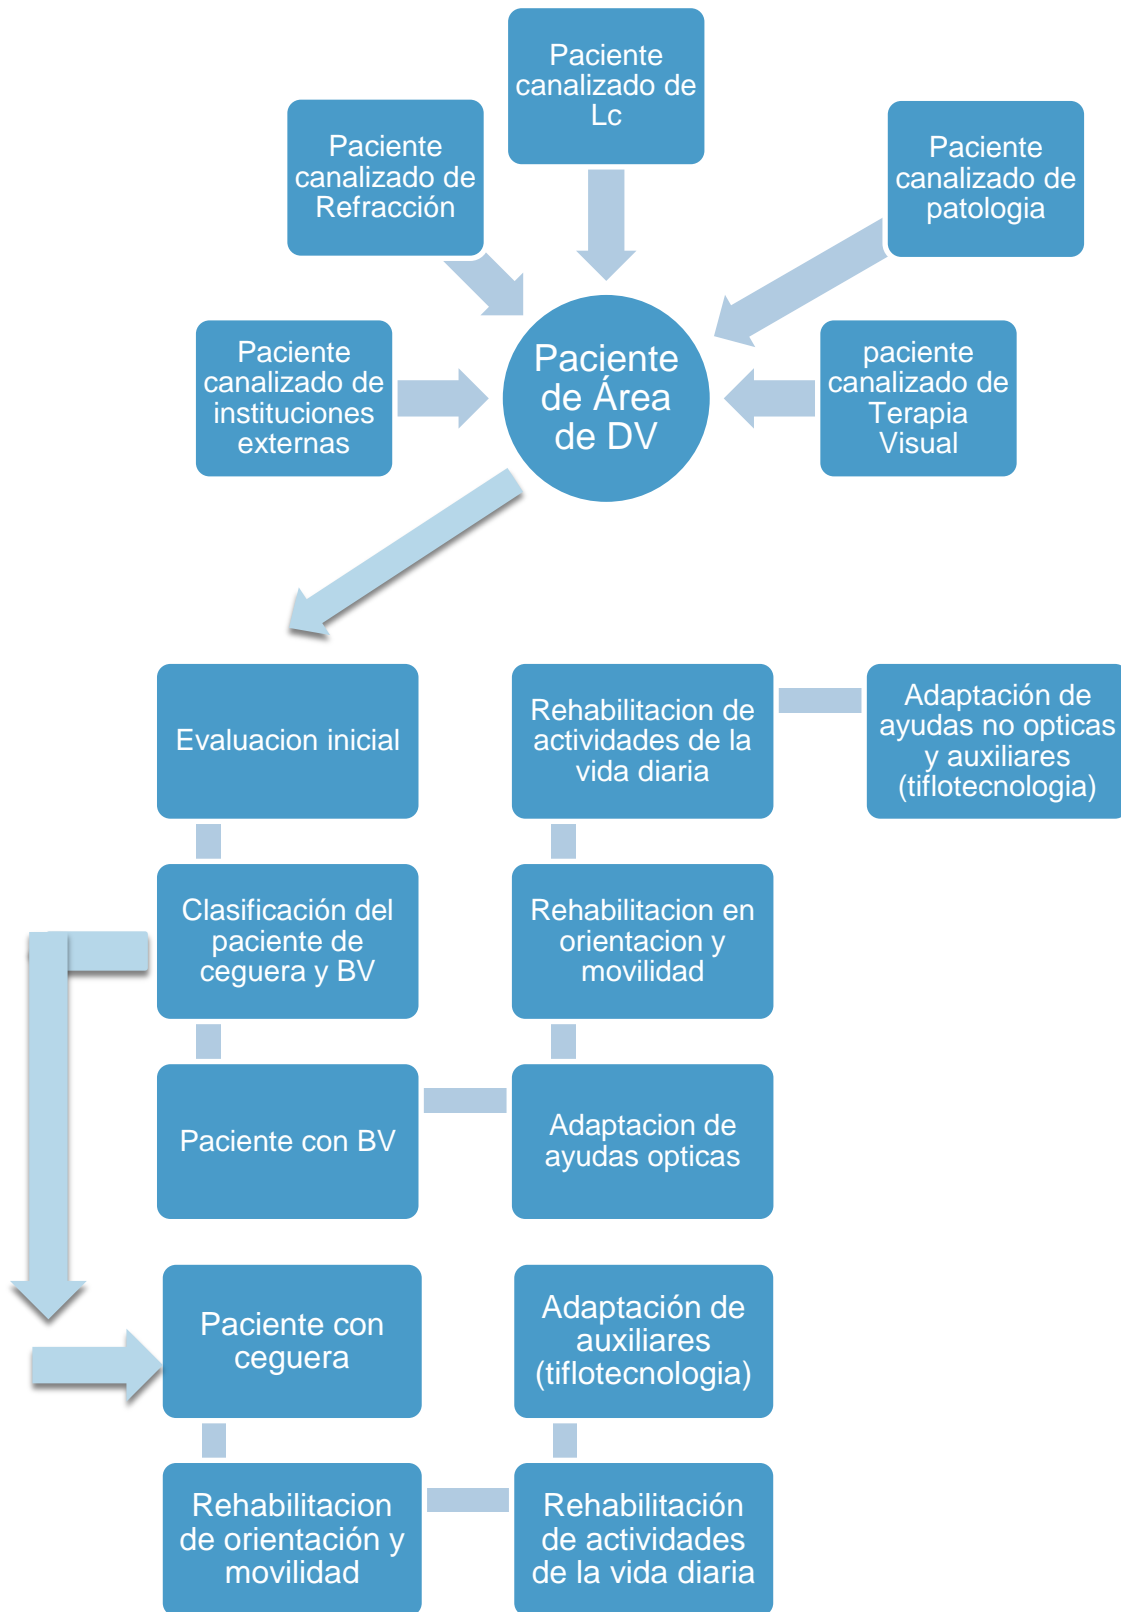 Paciente
canalizado de
Lc
Paciente
canalizado de
Refracción
Paciente
canalizado de
patologia
Paciente
canalizado de
instituciones
externas
Paciente
de Área
de DV
paciente
canalizado de
Terapia
Visual
Evaluacion inicial
Rehabilitacion de
actividades de la
vida diaria
Adaptación de
ayudas no opticas
y auxiliares
(tiflotecnologia)
Clasificación del
paciente de
ceguera y BV
Rehabilitacion en
orientacion y
movilidad
Paciente con BV
Adaptacion de
ayudas opticas
Paciente con
ceguera
Adaptación de
auxiliares
(tiflotecnologia)
Rehabilitacion
de orientación y
movilidad
Rehabilitación
de actividades
de la vida diaria